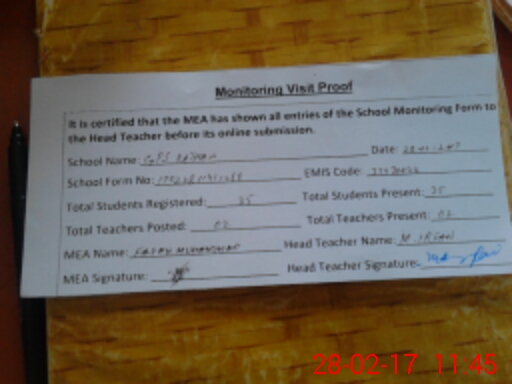 Monitoring Visit Proof
It is certified that the MEA has shown all entries of the School Monitoring Form to
the Head Teacher before its online submission.
School Name: GPS Date:
School Form No: EMIS Code:
Total Students Registered: 35 Total Students Present: 35
Total Teachers Posted: 02 Total Teachers Present: 02
MEA Name: Head Teacher Name: M. IRFAN
MEA Signature: Head Teacher Signature:
28-02-17 11:45